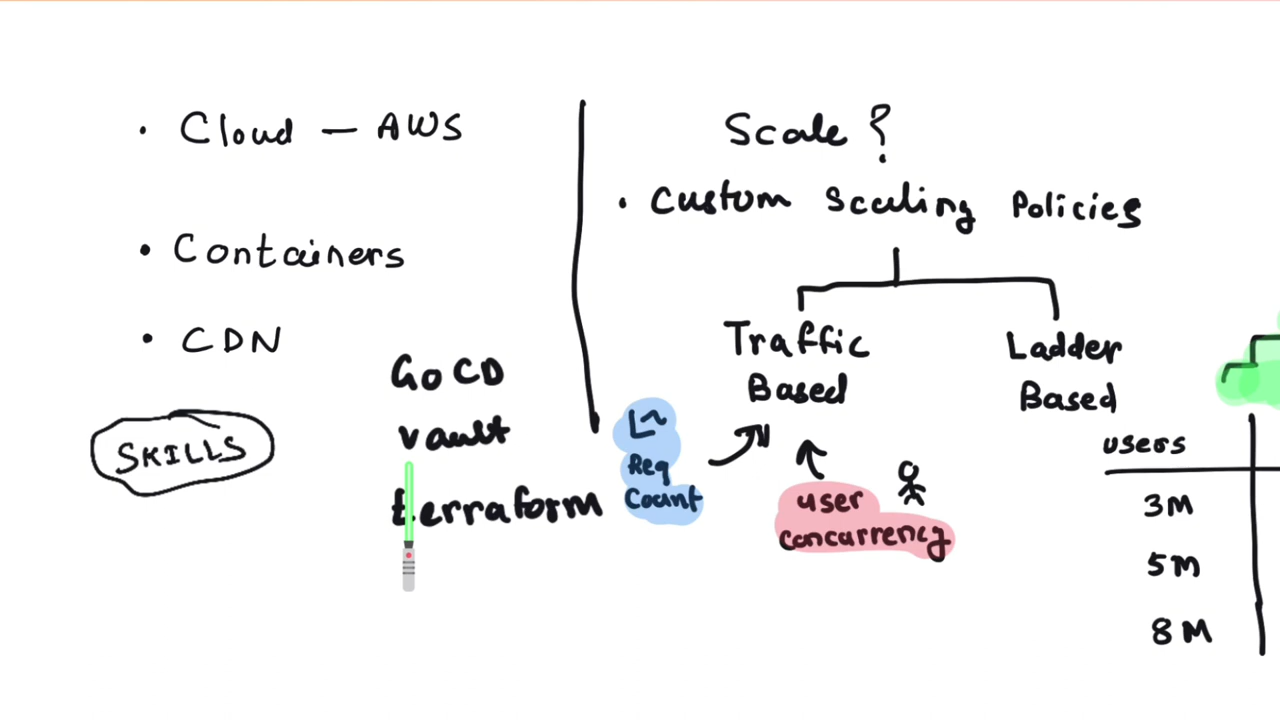 • Cloud — AWS
• Containers
• CDN
SKILLS
GoCD
vault
terraform
Scale ?
• Custom Scaling Policies
Traffic
Based
Ladder
Based
Req
Count
user
concurrency
users
3M
5M
8M